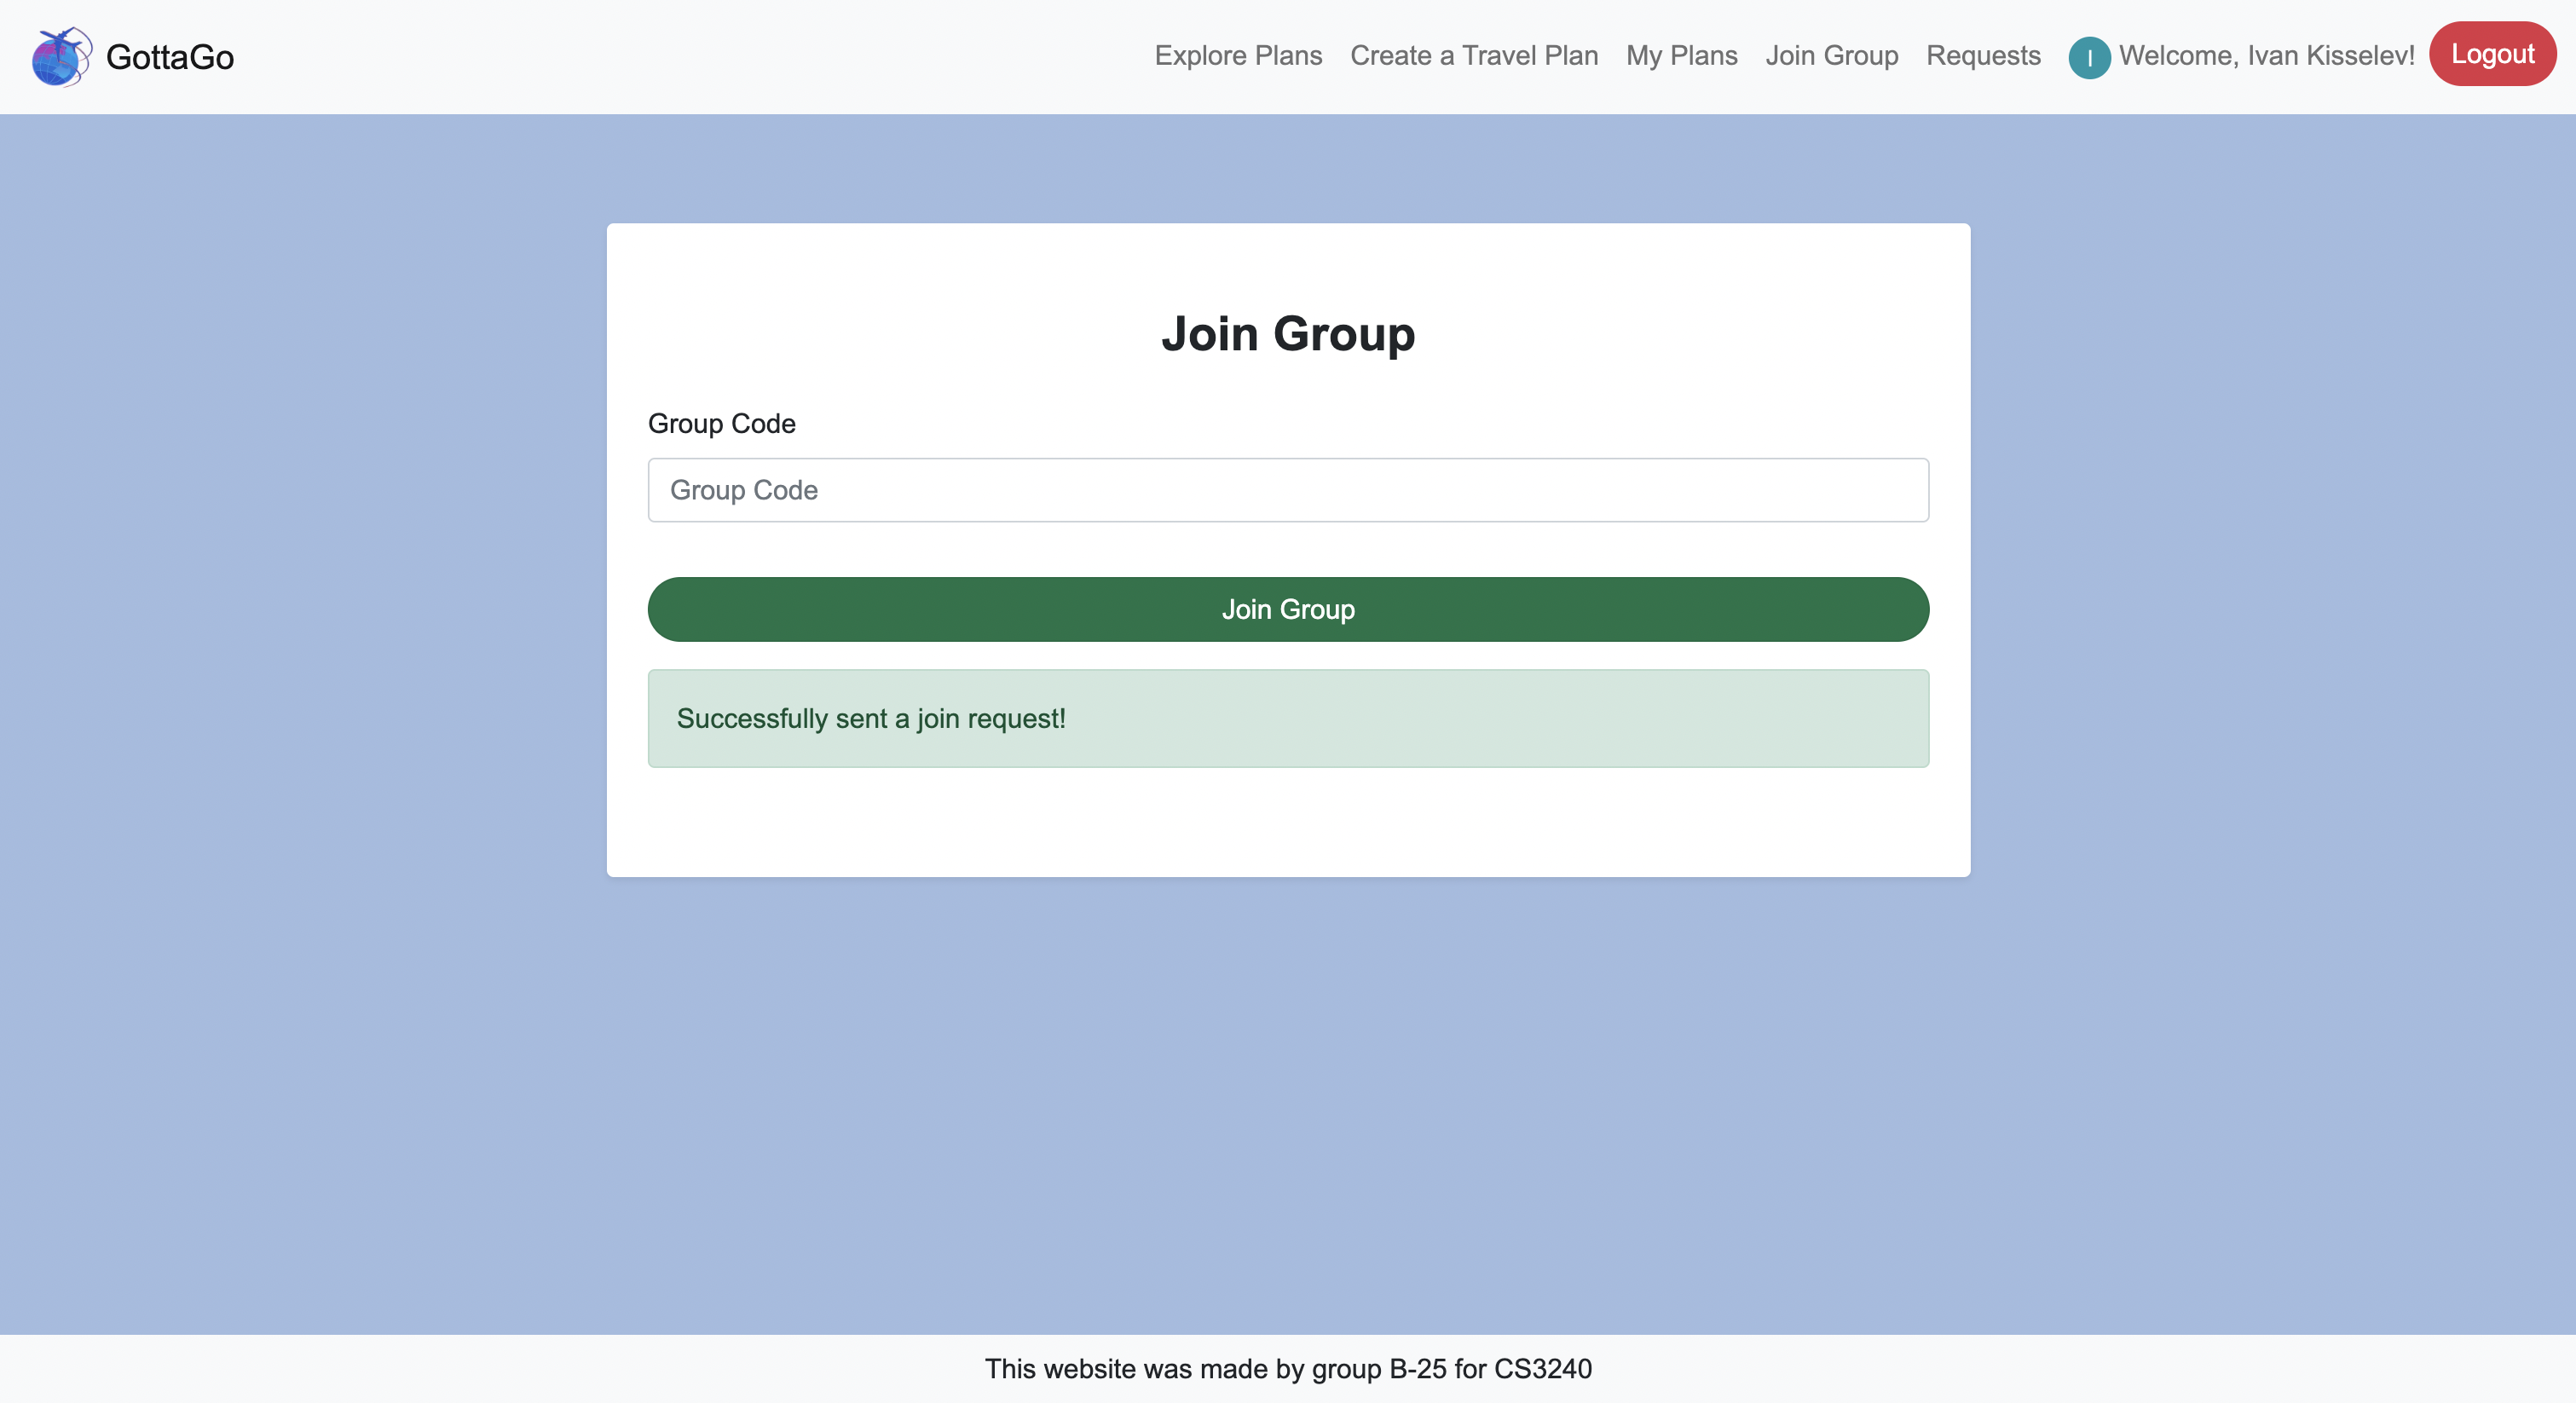 GottaGo
Explore Plans
Create a Travel Plan
My Plans
Join Group
Requests
I
Welcome, Ivan Kisselev!
Logout
Join Group
Group Code
Group Code
Join Group
Successfully sent a join request!
This website was made by group B-25 for CS3240